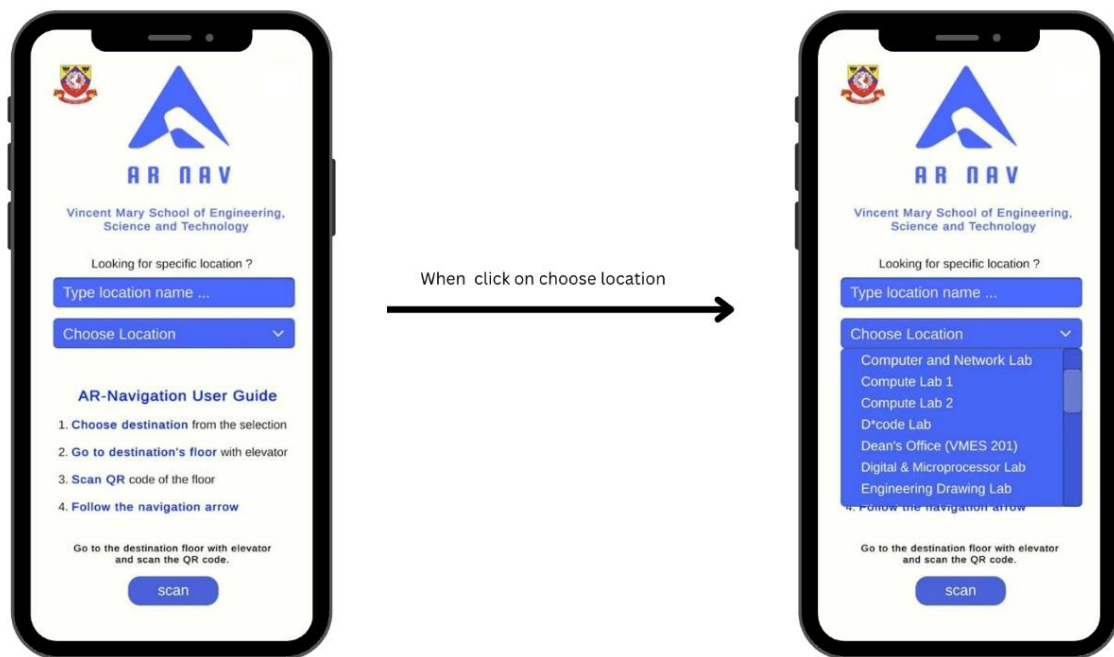 AR NAV
Vincent Mary School of Engineering,
Science and Technology
Looking for specific location ?
Type location name ...
Choose Location
AR-Navigation User Guide
1. Choose destination from the selection
2. Go to destination's floor with elevator
3. Scan QR code of the floor
4. Follow the navigation arrow
Go to the destination floor with elevator
and scan the QR code.
scan
When click on choose location
AR NAV
Vincent Mary School of Engineering,
Science and Technology
Looking for specific location ?
Type location name ...
Choose Location
Computer and Network Lab
Compute Lab 1
Compute Lab 2
D*code Lab
Dean's Office (VMES 201)
Digital & Microprocessor Lab
Engineering Drawing Lab
4. Follow the navigation arrow
Go to the destination floor with elevator
and scan the QR code.
scan